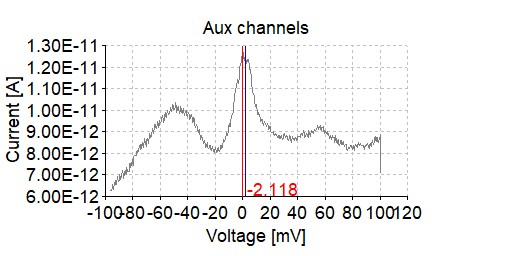 Aux channels
Current [A]
1.30E-11
1.20E-11
1.10E-11
1.00E-11
9.00E-12
8.00E-12
7.00E-12
6.00E-12
-2.118
-100 -80 -60 -40 -20 0 20 40 60 80 100 120
Voltage [mV]